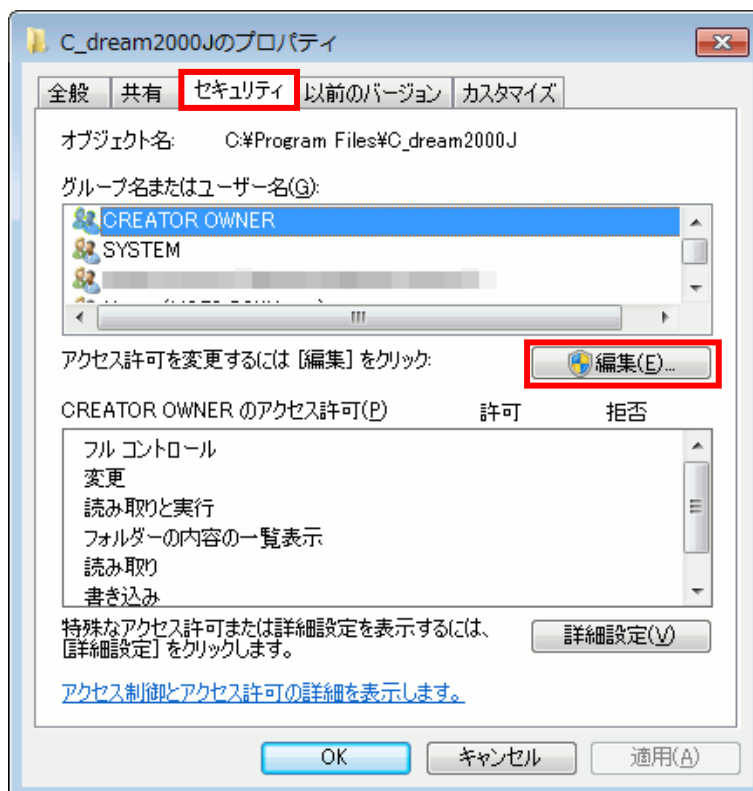 C_dream2000Jのプロパティ
全般 共有 セキュリティ 以前のバージョン カスタマイズ
オブジェクト名: C:¥Program Files¥C_dream2000J
グループ名またはユーザー名(G):
CREATOR OWNER
SYSTEM
アクセス許可を変更するには [編集] をクリック:
編集(E)...
CREATOR OWNER のアクセス許可(P) 許可 拒否
フル コントロール
変更
読み取りと実行
フォルダーの内容の一覧表示
読み取り
書き込み
特殊なアクセス許可または詳細設定を表示するには、
[詳細設定] をクリックします。
詳細設定(V)
アクセス制御とアクセス許可の詳細を表示します。
OK キャンセル 適用(A)